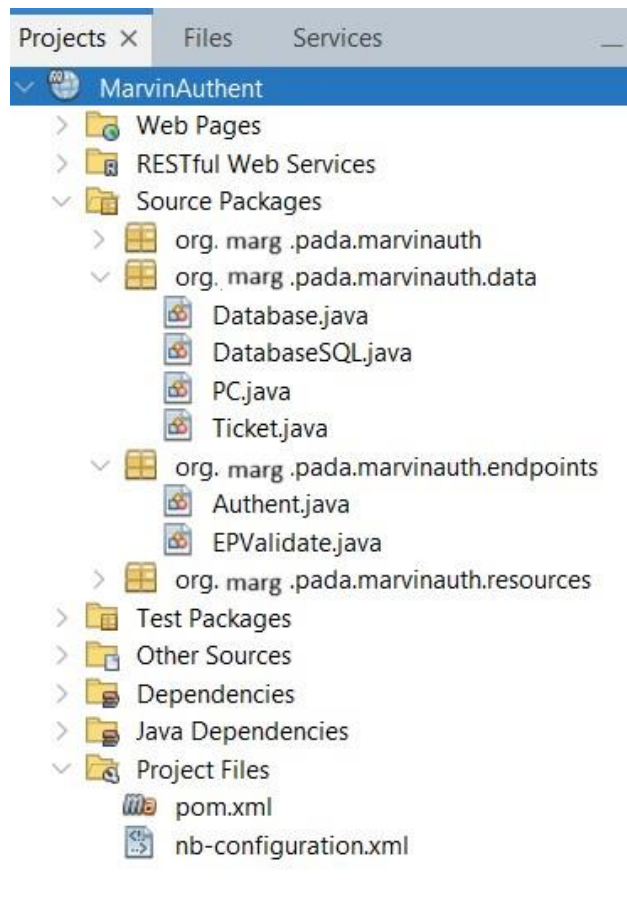 Projects × Files Services
MarvinAuthent
Web Pages
RESTful Web Services
Source Packages
org. marg .pada.marvinauth
org. marg .pada.marvinauth.data
Database.java
DatabaseSQL.java
PC.java
Ticket.java
org. marg .pada.marvinauth.endpoints
Authent.java
EPValidate.java
org. marg .pada.marvinauth.resources
Test Packages
Other Sources
Dependencies
Java Dependencies
Project Files
pom.xml
nb-configuration.xml